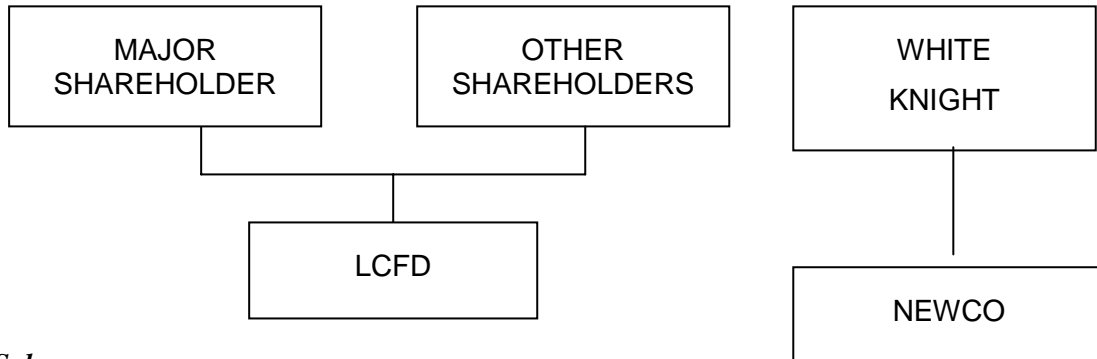 MAJOR
SHAREHOLDER
OTHER
SHAREHOLDERS
WHITE
KNIGHT
LCFD
NEWCO